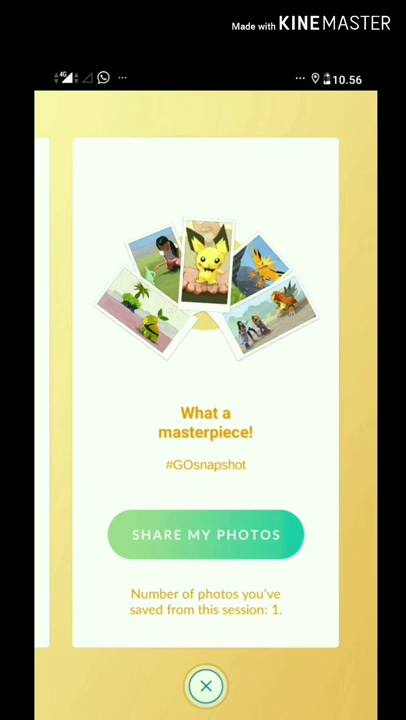 Made with KINEMASTER
4G
10.56
What a
masterpiece!
#GOsnapshot
SHARE MY PHOTOS
Number of photos you've
saved from this session: 1.